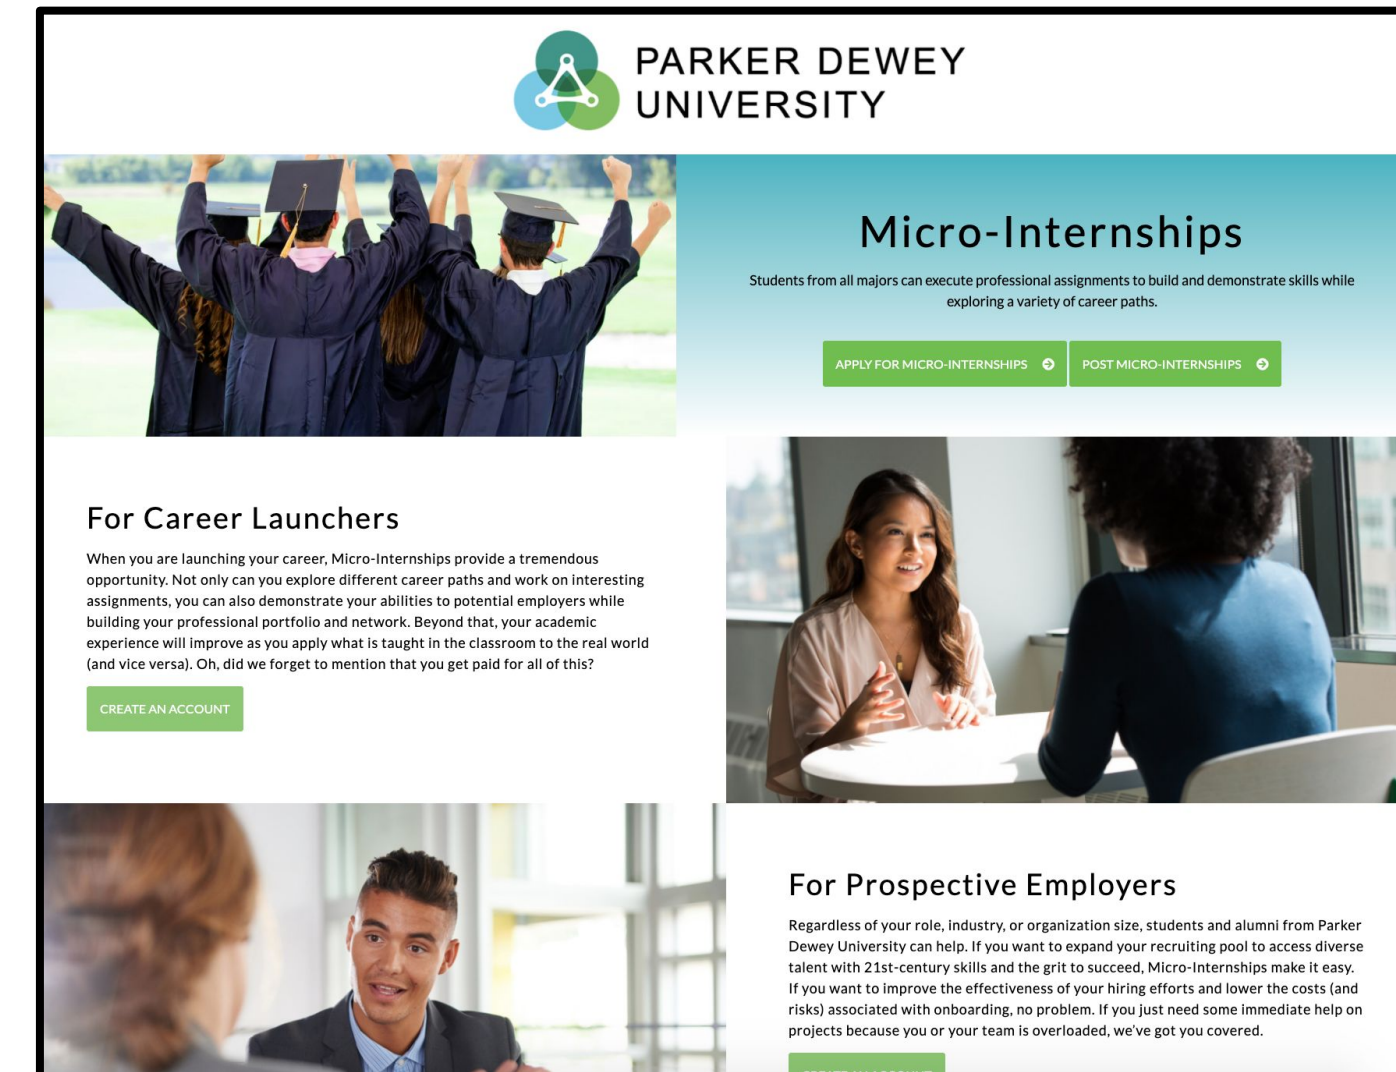 PARKER DEWEY
UNIVERSITY
Micro-Internships
Students from all majors can execute professional assignments to build and demonstrate skills while
exploring a variety of career paths.
APPLY FOR MICRO-INTERNSHIPS
POST MICRO-INTERNSHIPS
For Career Launchers
When you are launching your career, Micro-Internships provide a tremendous
opportunity. Not only can you explore different career paths and work on interesting
assignments, you can also demonstrate your abilities to potential employers while
building your professional portfolio and network. Beyond that, your academic
experience will improve as you apply what is taught in the classroom to the real world
(and vice versa). Oh, did we forget to mention that you get paid for all of this?
CREATE AN ACCOUNT
For Prospective Employers
Regardless of your role, industry, or organization size, students and alumni from Parker
Dewey University can help. If you want to expand your recruiting pool to access diverse
talent with 21st-century skills and the grit to succeed, Micro-Internships make it easy.
If you want to improve the effectiveness of your hiring efforts and lower the costs (and
risks) associated with onboarding, no problem. If you just need some immediate help on
projects because you or your team is overloaded, we've got you covered.